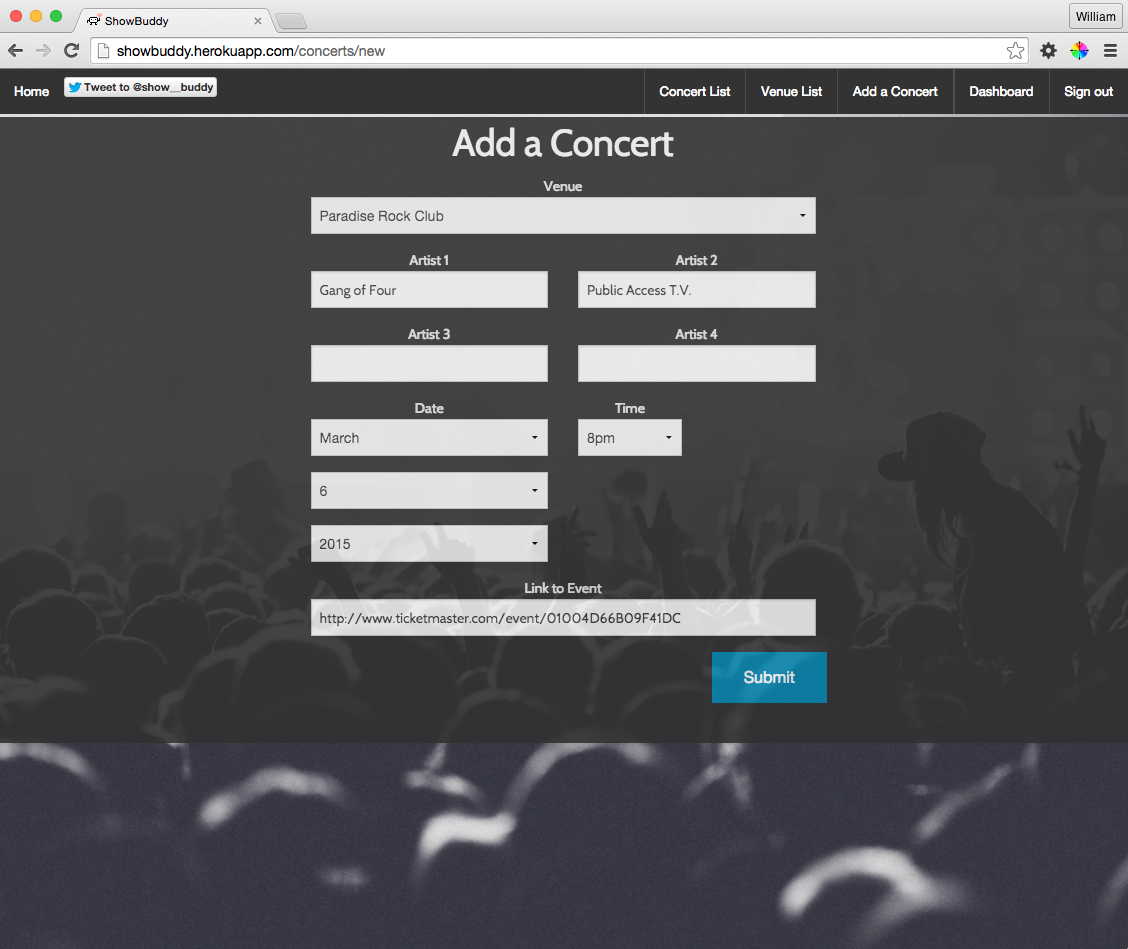 ShowBuddy
William
showbuddy.herokuapp.com/concerts/new
Home Tweet to @show__buddy Concert List Venue List Add a Concert Dashboard Sign out
Add a Concert
Venue
Paradise Rock Club
Artist 1 Artist 2
Gang of Four Public Access T.V.
Artist 3 Artist 4
Date Time
March 8pm
6
2015
Link to Event
http://www.ticketmaster.com/event/01004D66B09F41DC
Submit